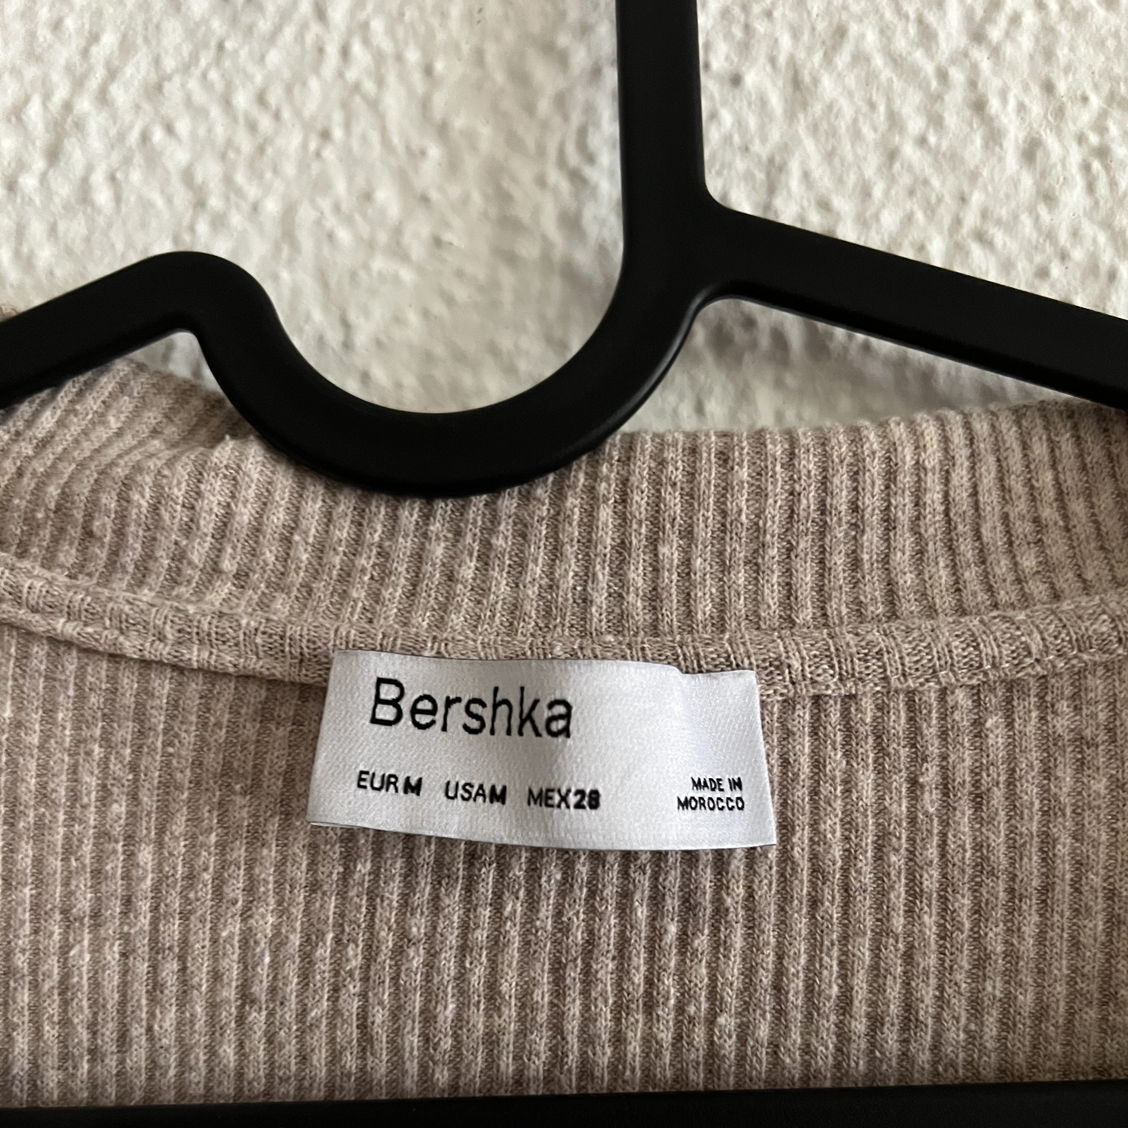 Bershka
EUR M USA M MEX 28
MADE IN
MOROCCO